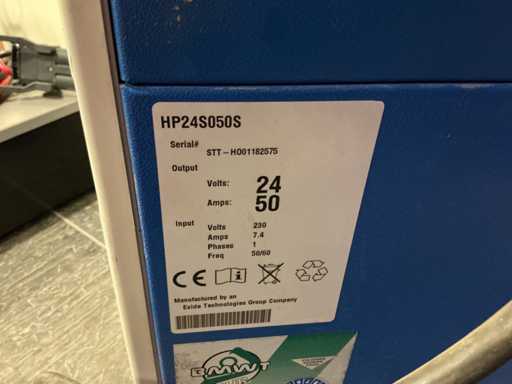 HP24S050S
Serial#
STT-H001182575
Output
Volts: 24
Amps: 50
Input
Volts 230
Amps 7.4
Phases 1
Freq 50/60
CE
Manufactured by an
Exide Technologies Group Company